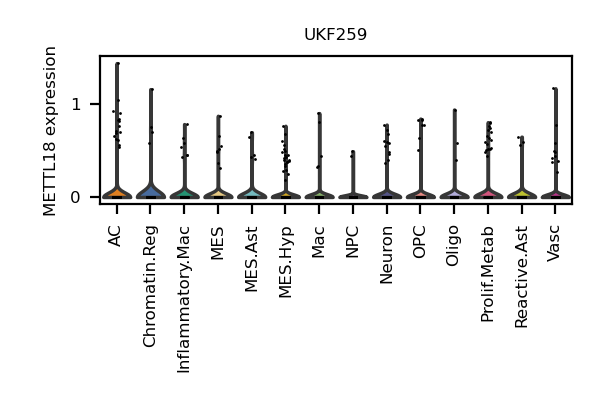 UKF259
METTL18 expression
1
0
AC
Chromatin.Reg
Inflammatory.Mac
MES
MES.Ast
MES.Hyp
Mac
NPC
Neuron
OPC
Oligo
Prolif.Metab
Reactive.Ast
Vasc